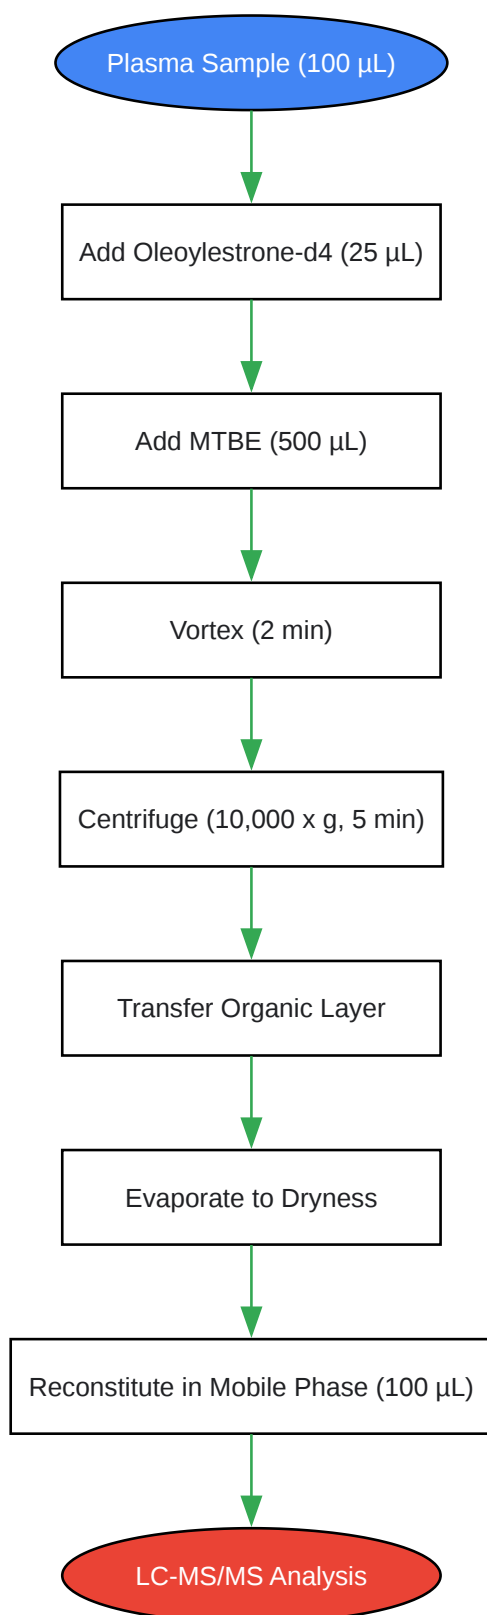 Plasma Sample (100 µL)
Add Oleoylestrone-d4 (25 µL)
Add MTBE (500 µL)
Vortex (2 min)
Centrifuge (10,000 x g, 5 min)
Transfer Organic Layer
Evaporate to Dryness
Reconstitute in Mobile Phase (100 µL)
LC-MS/MS Analysis